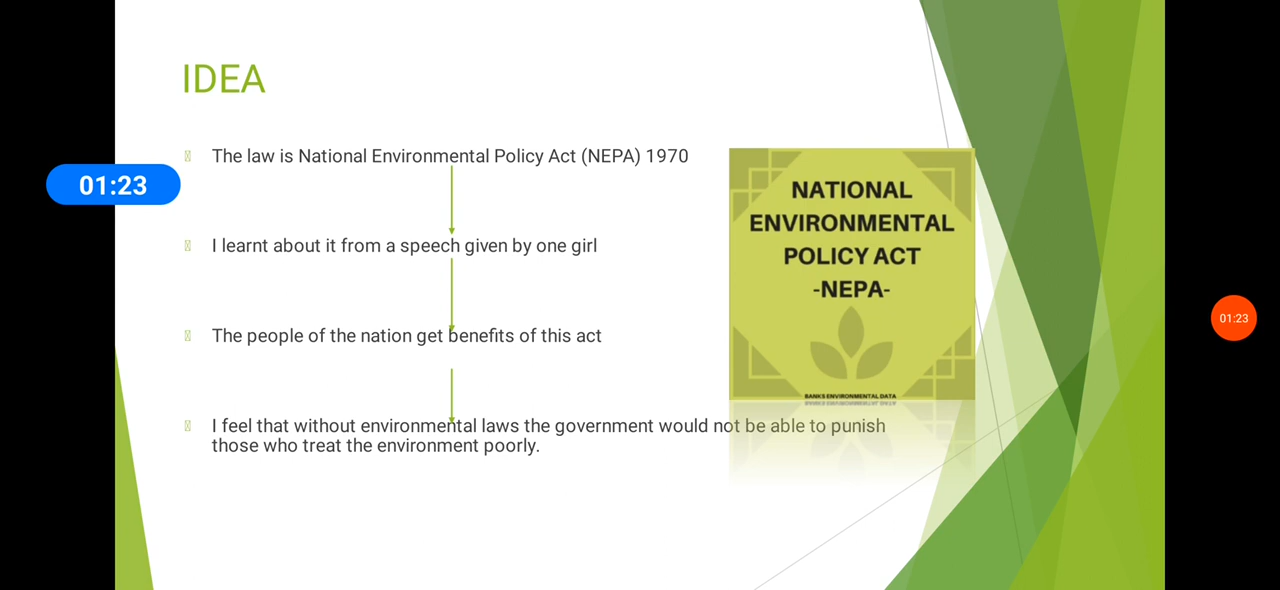 IDEA
The law is National Environmental Policy Act (NEPA) 1970
01:23
I learnt about it from a speech given by one girl
The people of the nation get benefits of this act
I feel that without environmental laws the government would not be able to punish
those who treat the environment poorly.
NATIONAL
ENVIRONMENTAL
POLICY ACT
-NEPA-
BANKS ENVIRONMENTAL DATA
01:23